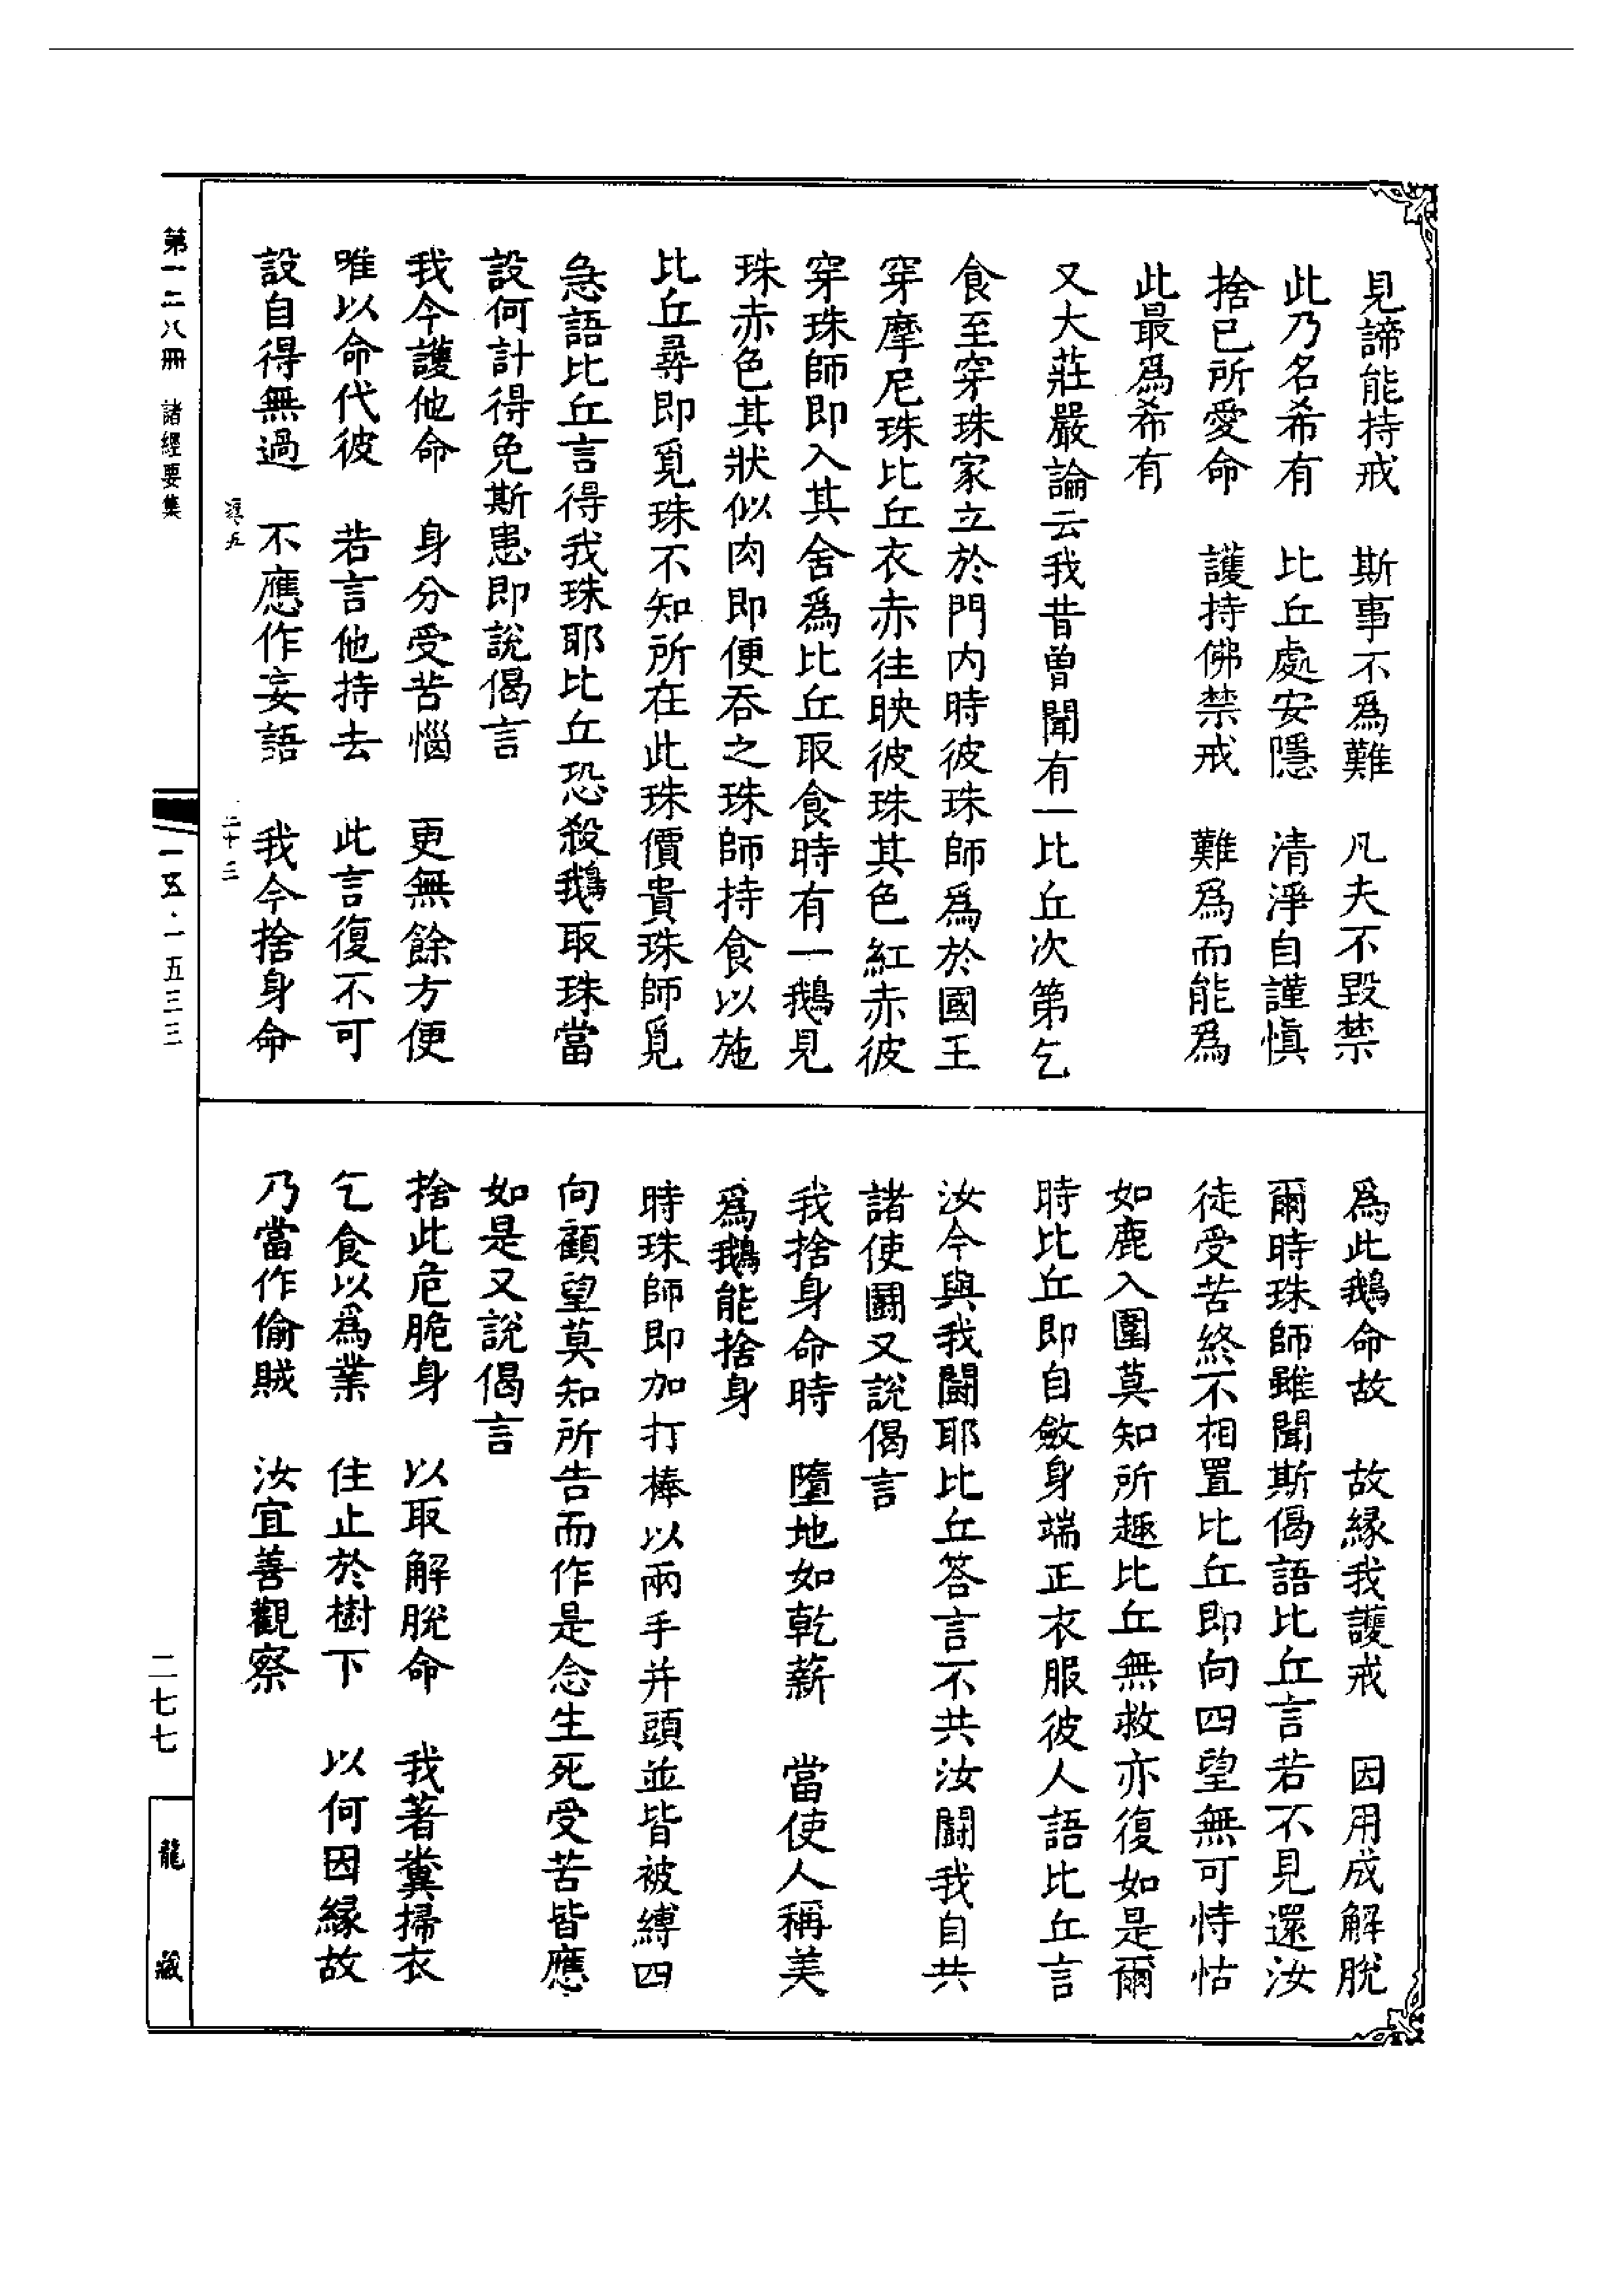 見諦能持戒　斯事不爲難　凡夫不毀禁
此乃名希有　比丘處安隱　清淨自謹愼
捨已所愛命　護持佛禁戒　難爲而能爲
此最爲希有
又大莊嚴論云我昔曽聞有一比丘次第乞
食至穿珠家立於門内時彼珠師爲於國王
穿摩尼珠比丘衣赤往映彼珠其色紅赤彼
穿珠師即入其舍爲比丘取食時有一鵝見
珠赤色其狀似肉即便吞之珠師持食以施
比丘尋即覓珠不知所在此珠價貴珠師覓
急語比丘言得我珠耶比丘恐殺鵝取珠當
設何計得免斯患即說偈言
我今護他命　身分受苦惱　更無餘方便
唯以命代彼　若言他持去　此言復不可
設自得無過　不應作妄語　我今捨身命
二十三
爲此鵝命故　故緣我護戒　因用成解脫
爾時珠師雖聞斯偈語比丘言若不見還汝
徒受苦終不相置比丘即向四望無可恃怙
如鹿入圍莫知所趣比丘無救亦復如是爾
時比丘即自斂身端正衣服彼人語比丘言
汝今與我鬪耶比丘答言不共汝鬪我自共
諸使鬪又說偈言
我捨身命時　墮地如乾薪　當使人稱美
爲鵝能捨身
時珠師即加打棒以兩手并頭並皆被縛四
向顧望莫知所告而作是念生死受苦皆應
如是又說偈言
捨此危脆身　以取解脫命　我著糞掃衣
乞食以爲業　住止於樹下　以何因緣故
乃當作偷賊　汝宜善觀察
第一二八冊　諸經要集
一五·一五三三
二七七
龍藏